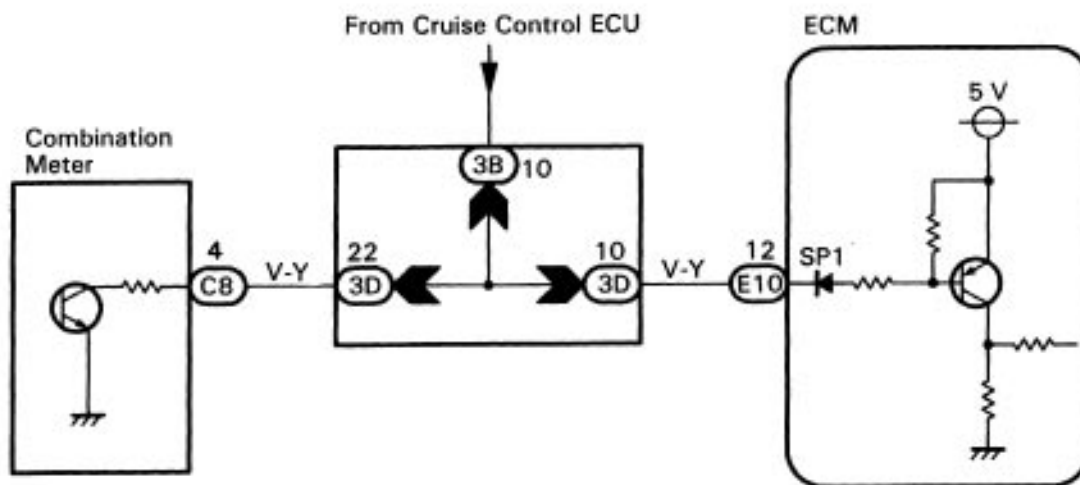 From Cruise Control ECU
ECM
5 V
Combination
Meter
3B
10
4
22
10
12
SP1
C8
V-Y
3D
3D
V-Y
E10